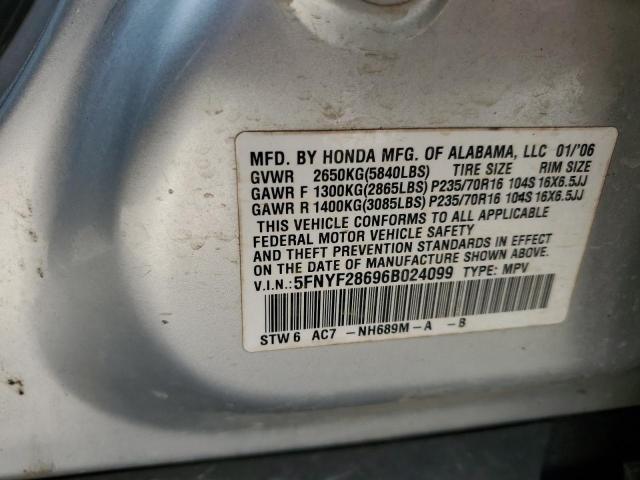 MFD. BY HONDA MFG. OF ALABAMA, LLC 01/'06
GVWR 2650KG(5840LBS) TIRE SIZE RIM SIZE
GAWR F 1300KG(2865LBS) P235/70R16 104S 16X6.5JJ
GAWR R 1400KG(3085LBS) P235/70R16 104S 16X6.5JJ
THIS VEHICLE CONFORMS TO ALL APPLICABLE
FEDERAL MOTOR VEHICLE SAFETY
AND THEFT PREVENTION STANDARDS IN EFFECT
ON THE DATE OF MANUFACTURE SHOWN ABOVE.
V.I.N.:5FNYF28696B024099 TYPE: MPV
STW6 AC7 -NH689M-A -B